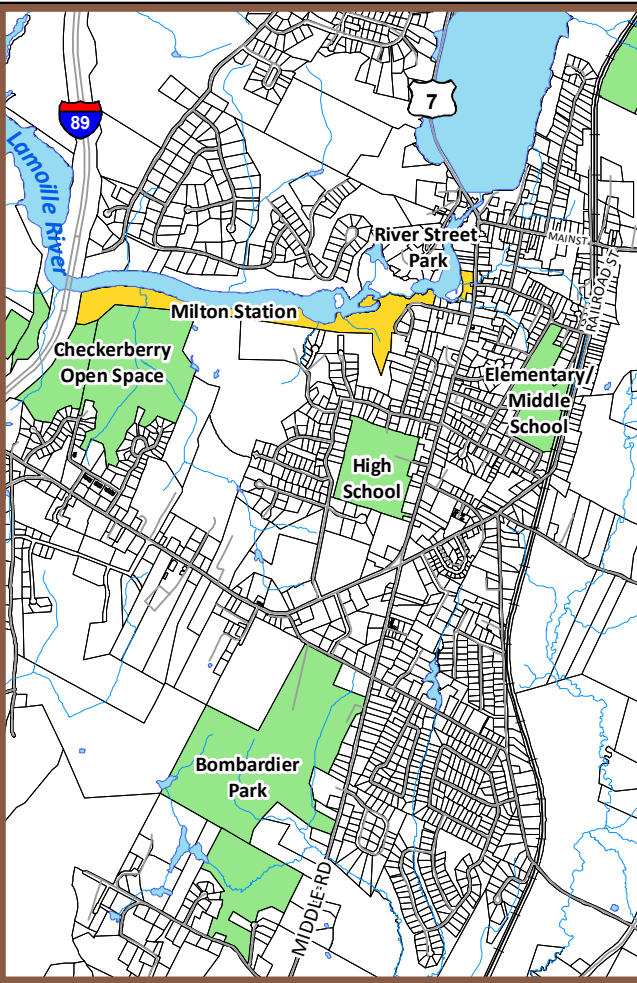 7
89
Lamoille River
River Street
Park
MAIN ST
RAILROAD ST
Milton Station
Checkerberry
Open Space
Elementary/
Middle
School
High
School
Bombardier
Park
MIDDLE RD